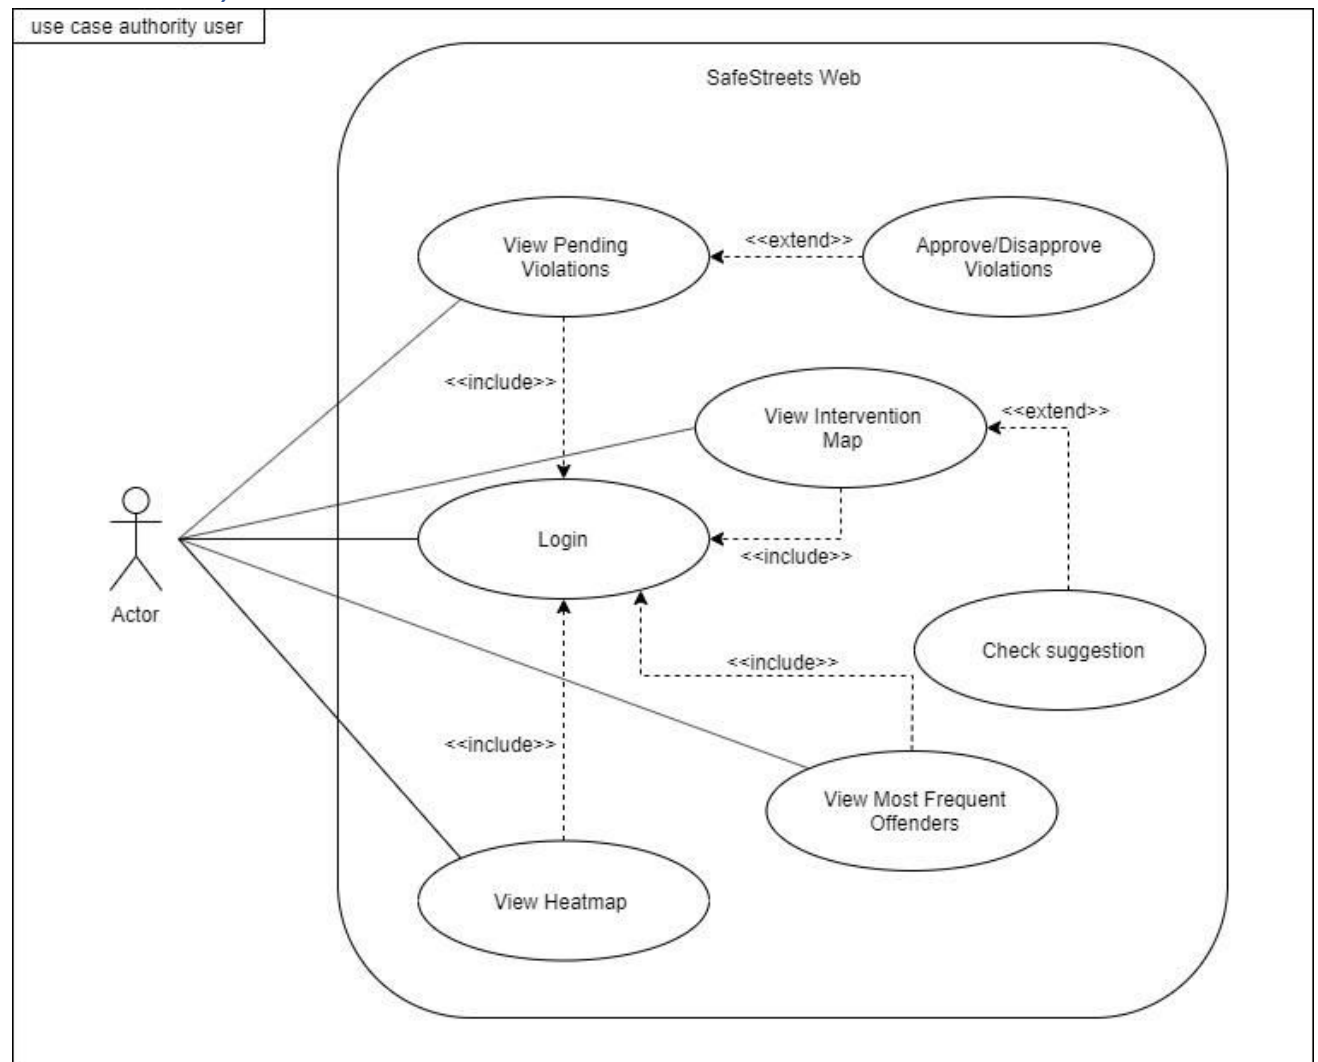 use case authority user
SafeStreets Web
View Pending
Violations
<<extend>>
Approve/Disapprove
Violations
<<include>>
View Intervention
Map
<<extend>>
Login
<<include>>
Actor
Check suggestion
<<include>>
<<include>>
View Most Frequent
Offenders
View Heatmap